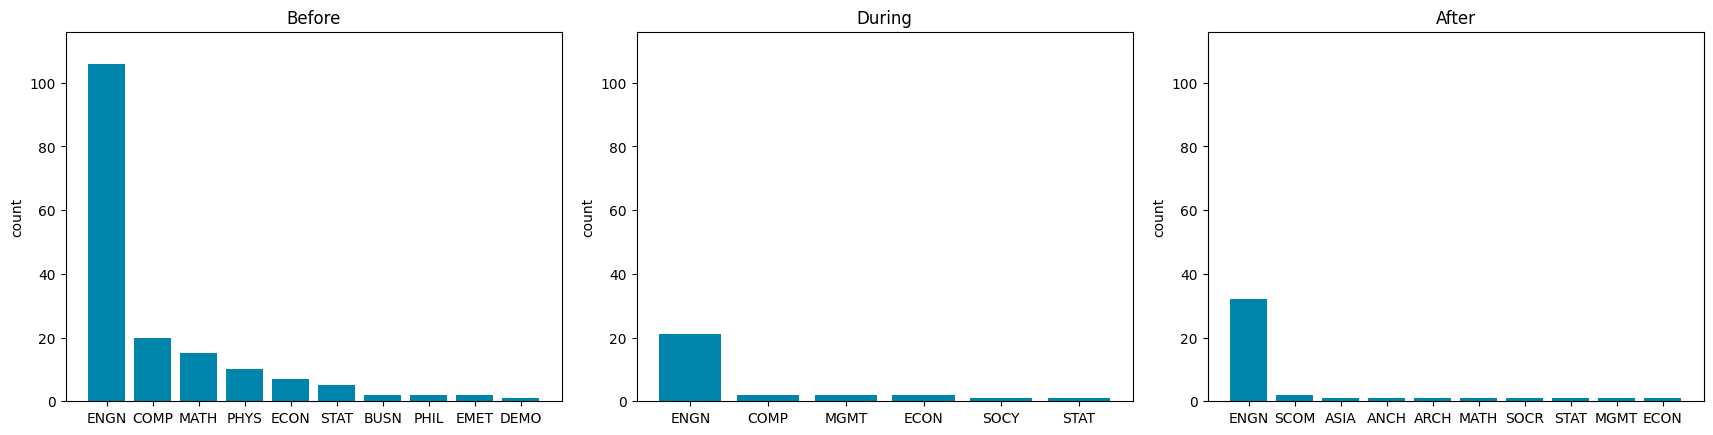 Before
During
After
count
100
80
60
40
20
0
ENGN COMP MATH PHYS ECON STAT BUSN PHIL EMET DEMO
count
100
80
60
40
20
0
ENGN COMP MGMT ECON SOCY STAT
count
100
80
60
40
20
0
ENGN SCOM ASIA ANCH ARCH MATH SOCR STAT MGMT ECON